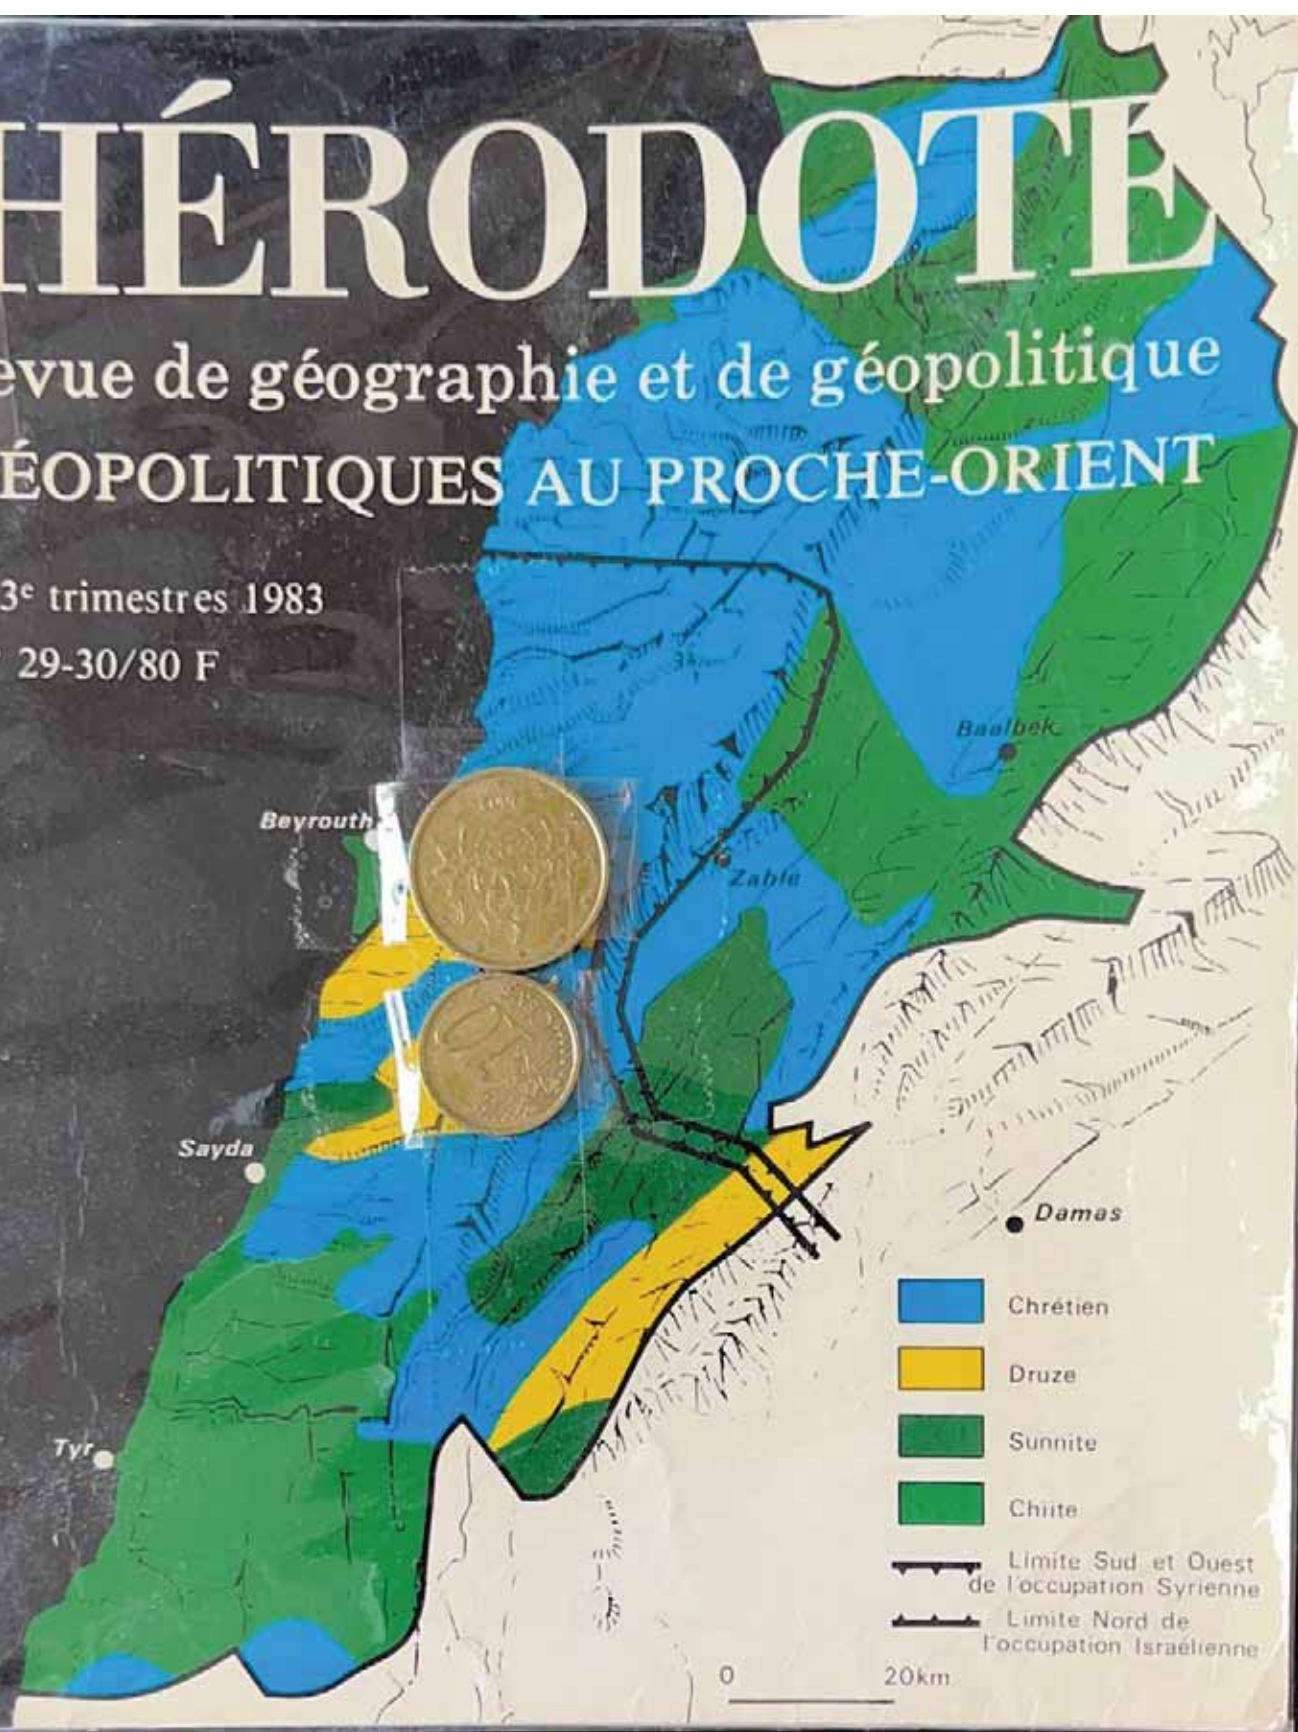 HÉRODOTE
evue de géographie et de géopolitique
ÉOPOLITIQUES AU PROCHE-ORIENT
3e trimestres 1983
29-30/80 F
Baalbek
Beyrouth
Zahle
Sayda
Damas
Tyr
Chrétien
Druze
Sunnite
Chiite
Limite Sud et Ouest
de l'occupation Syrienne
Limite Nord de
l'occupation Israélienne
0 20km